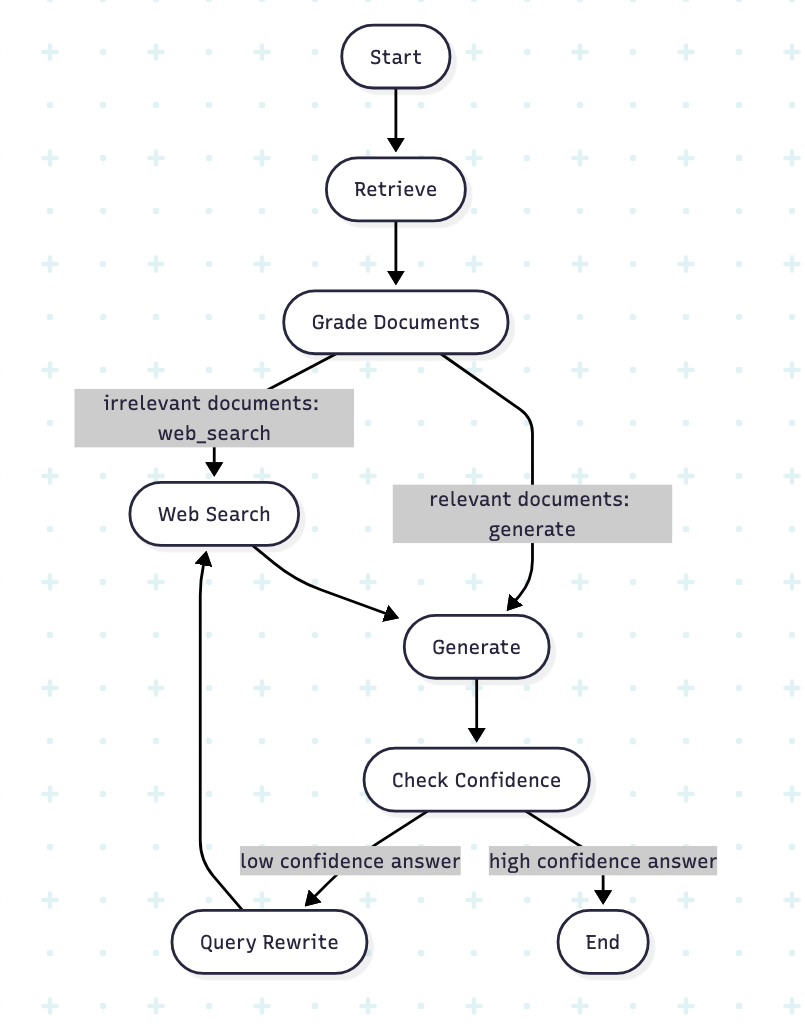 Start
Retrieve
Grade Documents
irrelevant documents:
web_search
Web Search
relevant documents:
generate
Generate
Check Confidence
low confidence answer
high confidence answer
Query Rewrite
End